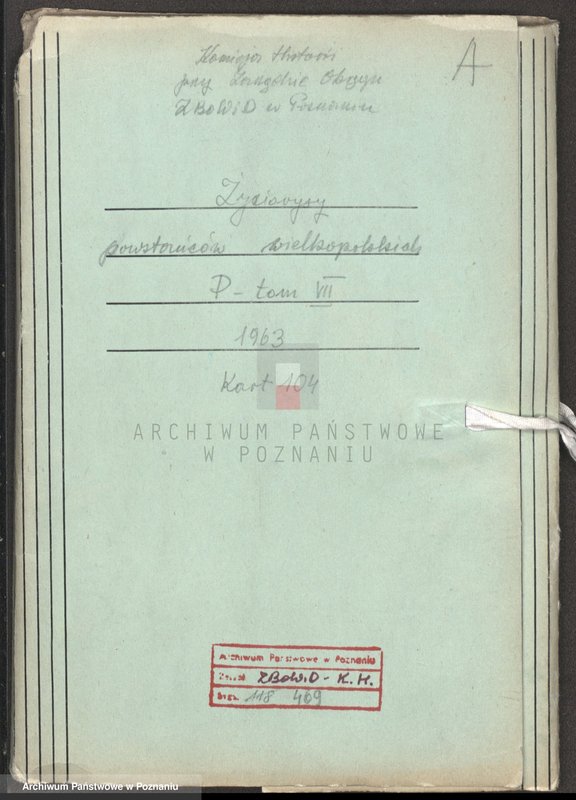 A
Komisja Historii
przy Zarządzie Okręgu
ZBoWiD w Poznaniu
Życiorysy
powstańców wielkopolskich
P - tom VII
1963
Kart 104
ARCHIWUM PAŃSTWOWE
W POZNANIU
Archiwum Państwowe w Poznaniu
Zespół ZBoWiD - K. H.
Sygn. 118 469
Archiwum Państwowe w Poznaniu